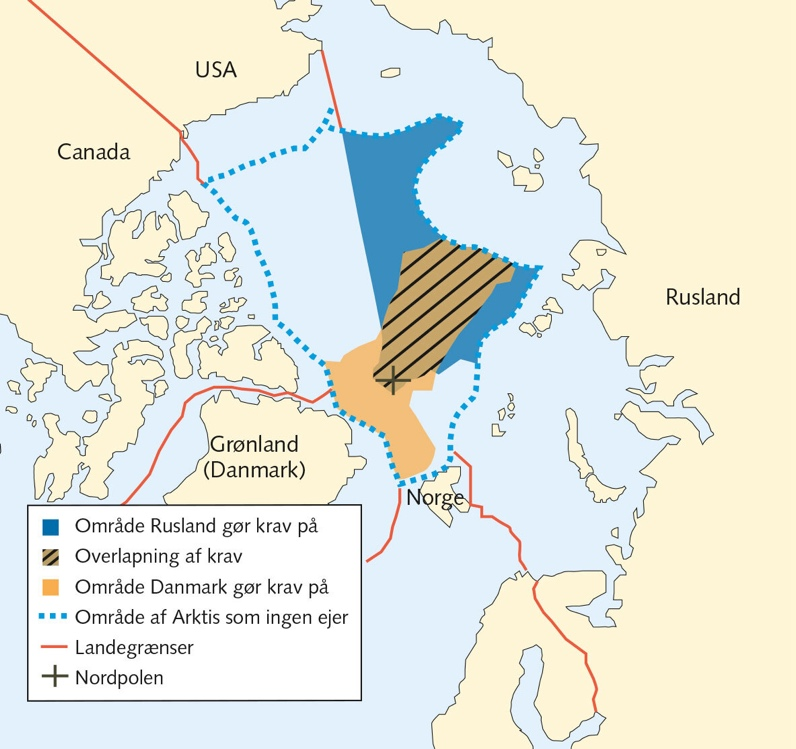 USA
Canada
Rusland
Grønland
(Danmark)
Norge
Område Rusland gør krav på
Overlapning af krav
Område Danmark gør krav på
Område af Arktis som ingen ejer
Landegrænser
Nordpolen